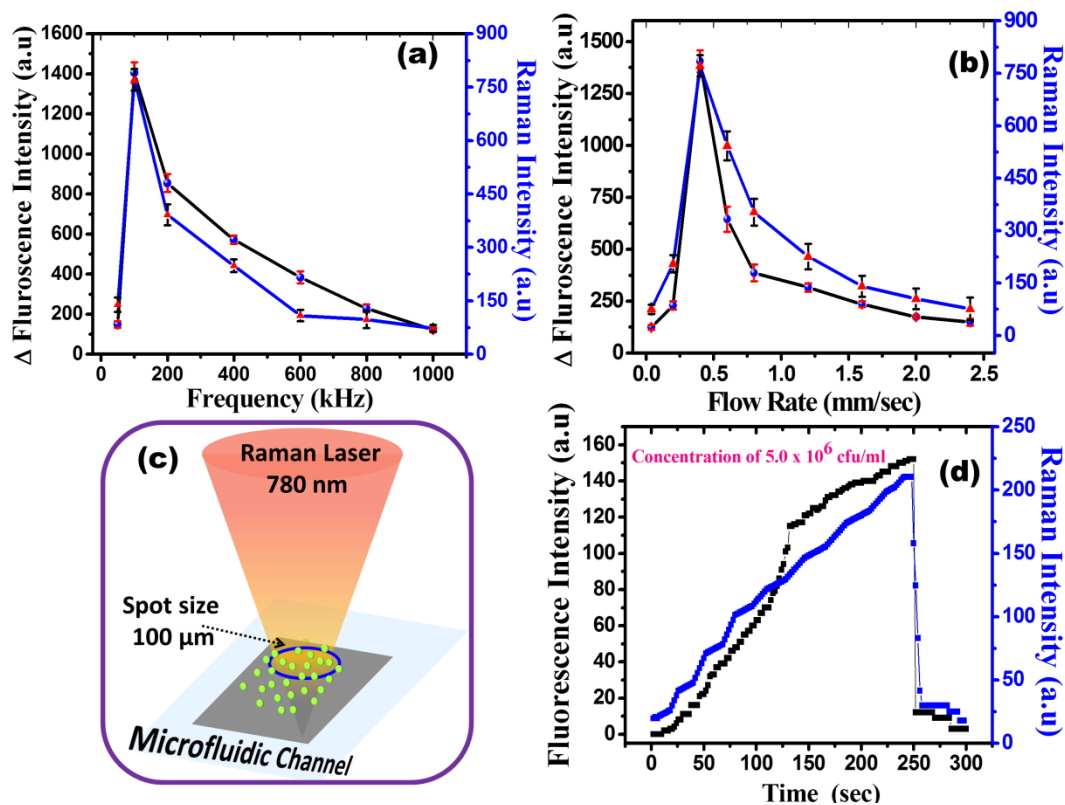 (a)
Δ Fluroscence Intensity (a.u)
1600
1400
1200
1000
800
600
400
200
0
0 200 400 600 800 1000
Frequency (kHz)
900
750
600
450
300
150
0
Raman Intensity (a.u)
(b)
Δ Fluroscence Intensity (a.u)
1500
1250
1000
750
500
250
0
0.0 0.5 1.0 1.5 2.0 2.5
Flow Rate (mm/sec)
900
750
600
450
300
150
0
Raman Intensity (a.u)
(c)
Raman Laser
780 nm
Spot size
100 µm
Microfluidic Channel
(d)
Concentration of 5.0 x 10⁶ cfu/ml
Fluorescence Intensity (a.u)
160
140
120
100
80
60
40
20
0
0 50 100 150 200 250 300
Time (sec)
250
200
150
100
50
0
Raman Intensity (a.u)